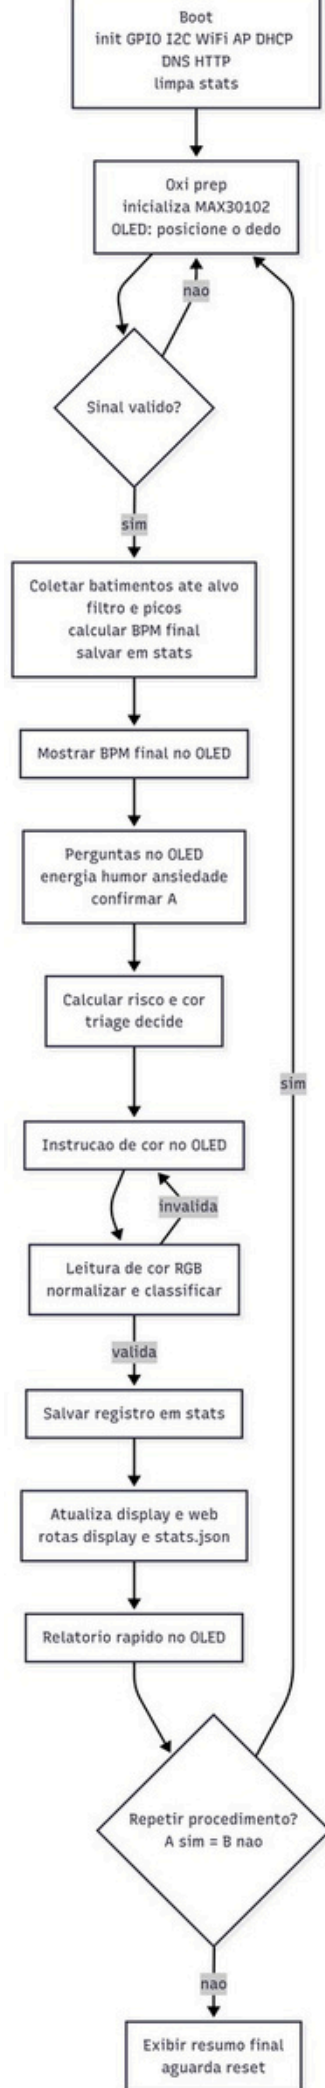 Boot
init GPIO I2C WiFi AP DHCP
DNS HTTP
limpa stats
Oxi prep
inicializa MAX30102
OLED: posicione o dedo
nao
Sinal valido?
sim
Coletar batimentos ate alvo
filtro e picos
calcular BPM final
salvar em stats
Mostrar BPM final no OLED
Perguntas no OLED
energia humor ansiedade
confirmar A
Calcular risco e cor
triage decide
sim
Instrucao de cor no OLED
invalida
Leitura de cor RGB
normalizar e classificar
valida
Salvar registro em stats
Atualiza display e web
rotas display e stats.json
Relatorio rapido no OLED
Repetir procedimento?
A sim = B nao
nao
Exibir resumo final
aguarda reset